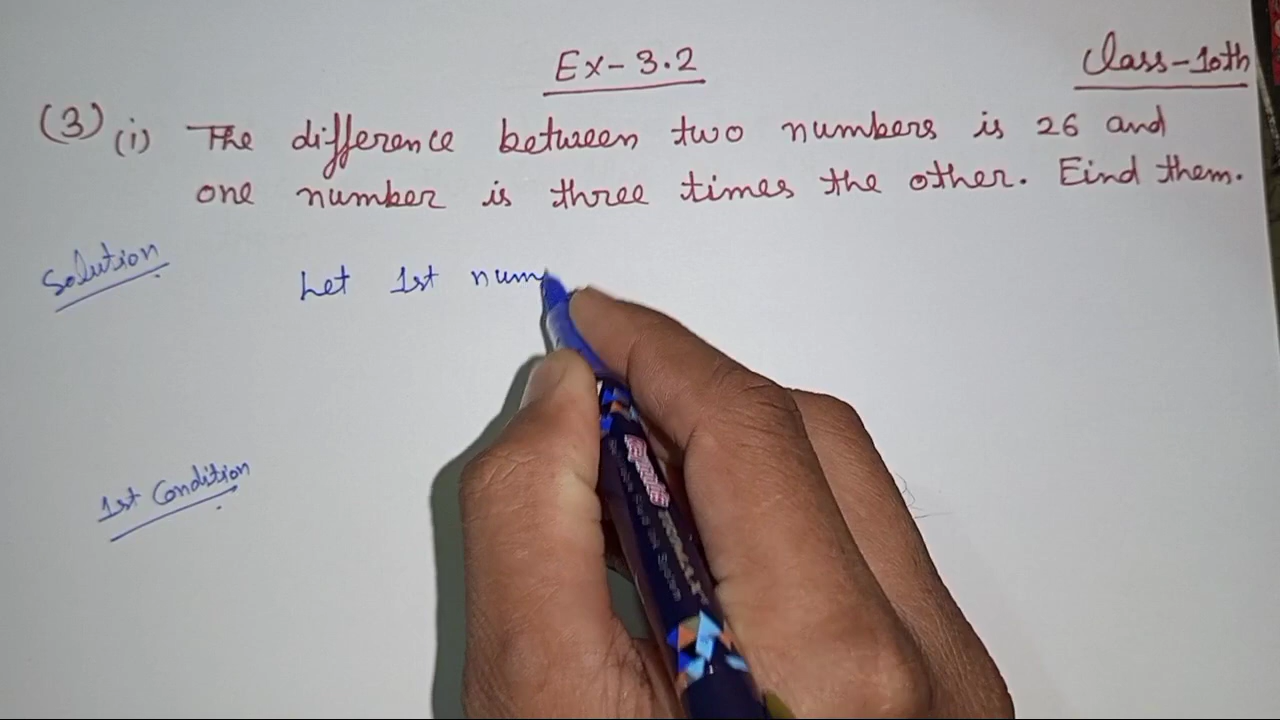 Ex-3.2
Class-10th
(3) (i) The difference between two numbers is 26 and
one number is three times the other. Eind them.
Solution
Let 1st num
1st Condition